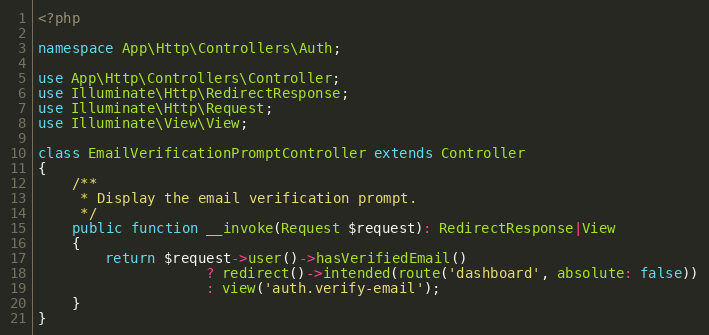 1 <?php
2
3 namespace App\Http\Controllers\Auth;
4
5 use App\Http\Controllers\Controller;
6 use Illuminate\Http\RedirectResponse;
7 use Illuminate\Http\Request;
8 use Illuminate\View\View;
9
10 class EmailVerificationPromptController extends Controller
11 {
12     /**
13      * Display the email verification prompt.
14      */
15     public function __invoke(Request $request): RedirectResponse|View
16     {
17         return $request->user()->hasVerifiedEmail()
18                     ? redirect()->intended(route('dashboard', absolute: false))
19                     : view('auth.verify-email');
20     }
21 }